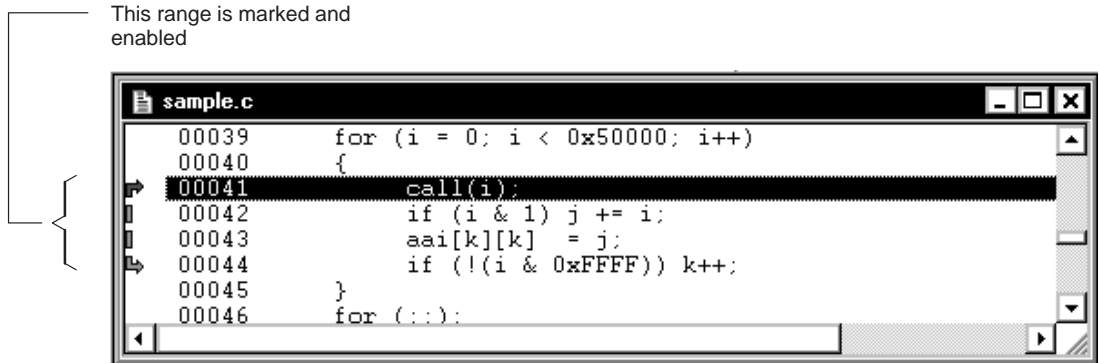 This range is marked and
enabled
sample.c
00039 for (i = 0; i < 0x50000; i++)
00040 {
00041 call(i);
00042 if (i & 1) j += i;
00043 aai[k][k] = j;
00044 if (!(i & 0xFFFF)) k++;
00045 }
00046 for (;;);